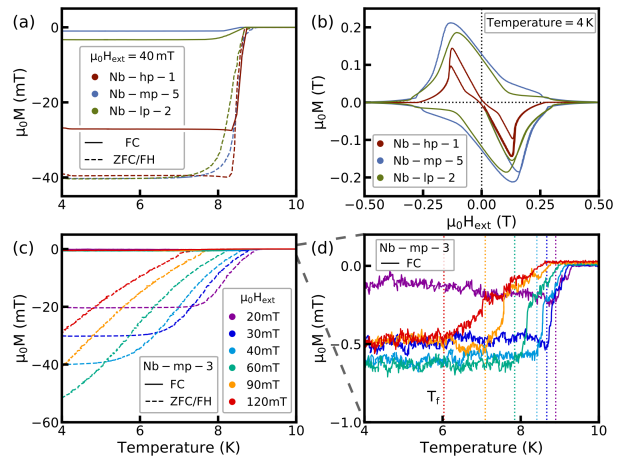 (a)
0
−20
−40
μ₀M (mT)
μ₀Hₑₓₜ = 40 mT
Nb − hp − 1
Nb − mp − 5
Nb − lp − 2
FC
ZFC/FH
4
6
8
10
(b)
0.2
0.1
0.0
−0.1
−0.2
μ₀M (T)
Temperature = 4 K
Nb − hp − 1
Nb − mp − 5
Nb − lp − 2
−0.50
−0.25
0.00
0.25
0.50
μ₀Hₑₓₜ (T)
(c)
0
−20
−40
−60
μ₀M (mT)
Nb − mp − 3
FC
ZFC/FH
μ₀Hₑₓₜ
20mT
30mT
40mT
60mT
90mT
120mT
4
6
8
10
Temperature (K)
(d)
0.0
−0.5
−1.0
μ₀M (mT)
Nb − mp − 3
FC
T_f
4
6
8
10
Temperature (K)